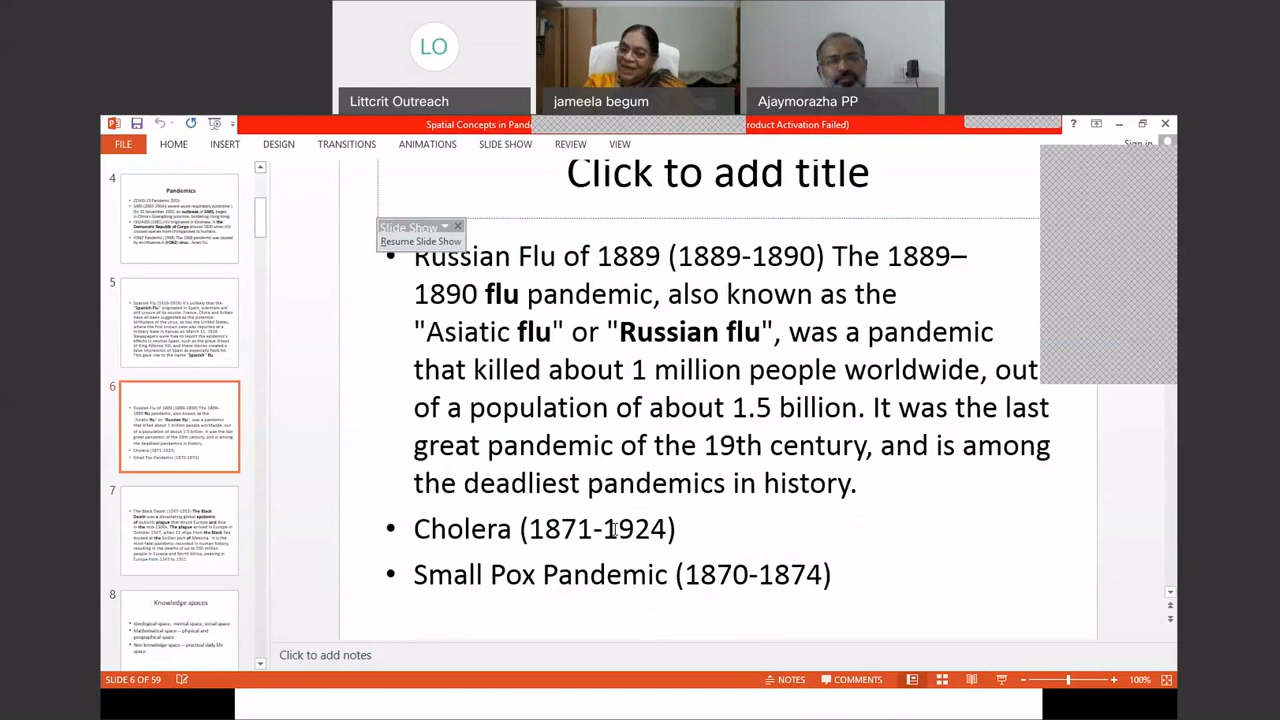 LO
Littcrit Outreach
jameela begum
Ajaymorazha PP
Spatial Concepts in Pande
roduct Activation Failed)
FILE
HOME
INSERT
DESIGN
TRANSITIONS
ANIMATIONS
SLIDE SHOW
REVIEW
VIEW
Sign in
4
Pandemics
5
6
7
8
Knowledge spaces
Click to add title
Slide Show
Resume Slide Show
• Russian Flu of 1889 (1889-1890) The 1889–
1890 flu pandemic, also known as the
"Asiatic flu" or "Russian flu", was a pandemic
that killed about 1 million people worldwide, out
of a population of about 1.5 billion. It was the last
great pandemic of the 19th century, and is among
the deadliest pandemics in history.
• Cholera (1871-1924)
• Small Pox Pandemic (1870-1874)
Click to add notes
SLIDE 6 OF 59
NOTES
COMMENTS
100%